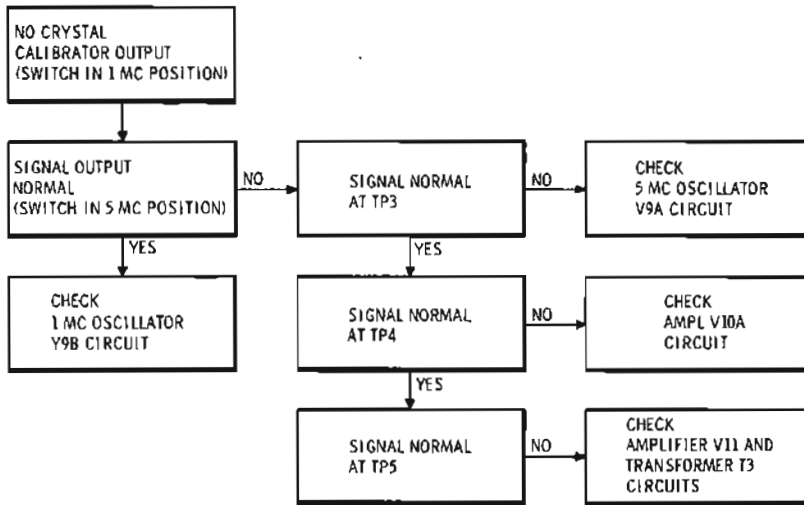 NO CRYSTAL
CALIBRATOR OUTPUT
(SWITCH IN 1 MC POSITION)
SIGNAL OUTPUT
NORMAL
(SWITCH IN 5 MC POSITION)
NO
SIGNAL NORMAL
AT TP3
NO
CHECK
5 MC OSCILLATOR
V9A CIRCUIT
YES
YES
CHECK
1 MC OSCILLATOR
Y9B CIRCUIT
SIGNAL NORMAL
AT TP4
NO
CHECK
AMPL V10A
CIRCUIT
YES
SIGNAL NORMAL
AT TP5
NO
CHECK
AMPLIFIER V11 AND
TRANSFORMER T3
CIRCUITS